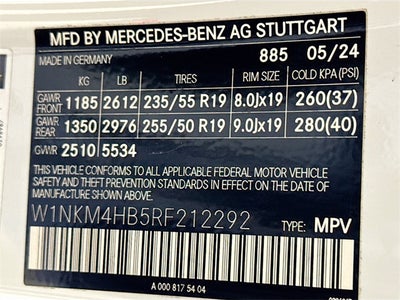 MFD BY MERCEDES-BENZ AG STUTTGART
MADE IN GERMANY 885 05/24
KG LB TIRES RIM SIZE COLD KPA (PSI)
GAWR FRONT 1185 2612 235/55 R19 8.0Jx19 260(37)
GAWR REAR 1350 2976 255/50 R19 9.0Jx19 280(40)
GVWR 2510 5534
THIS VEHICLE CONFORMS TO ALL APPLICABLE FEDERAL MOTOR VEHICLE
SAFETY STANDARDS IN EFFECT ON THE DATE OF
MANUFACTURE SHOWN ABOVE.
W1NKM4HB5RF212292 TYPE: MPV
A 000 817 54 04